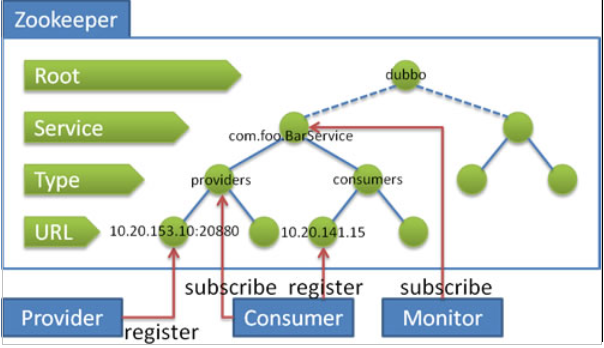 Zookeeper
Root
dubbo
Service
com.foo.BarService
Type
providers
consumers
URL
10.20.153.10:20880
10.20.141.15
subscribe
register
subscribe
Provider
register
Consumer
Monitor